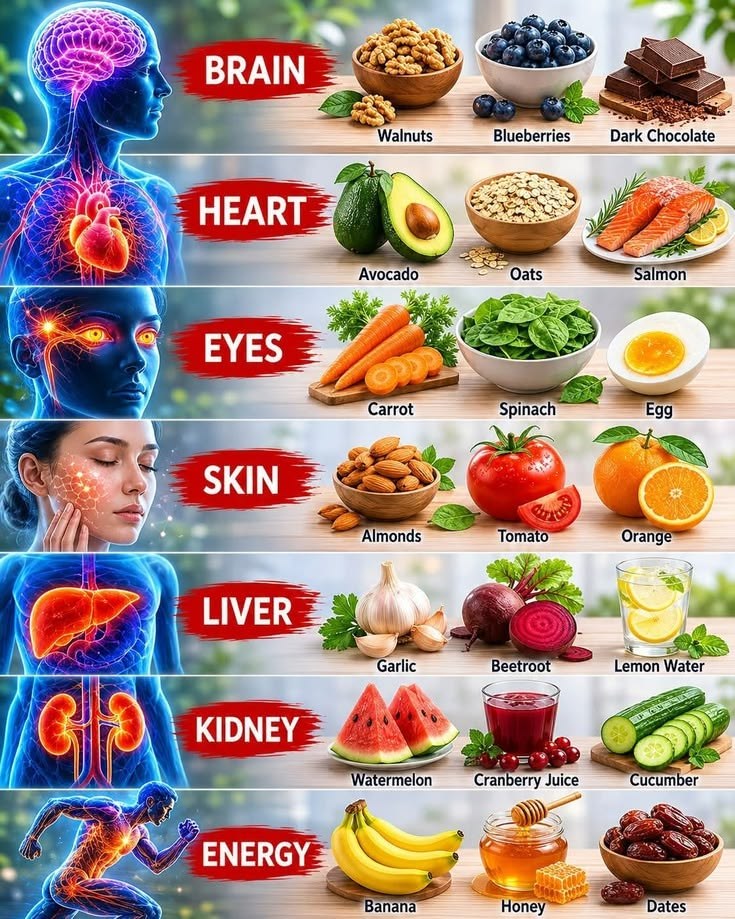 BRAIN
Walnuts
Blueberries
Dark Chocolate
HEART
Avocado
Oats
Salmon
EYES
Carrot
Spinach
Egg
SKIN
Almonds
Tomato
Orange
LIVER
Garlic
Beetroot
Lemon Water
KIDNEY
Watermelon
Cranberry Juice
Cucumber
ENERGY
Banana
Honey
Dates